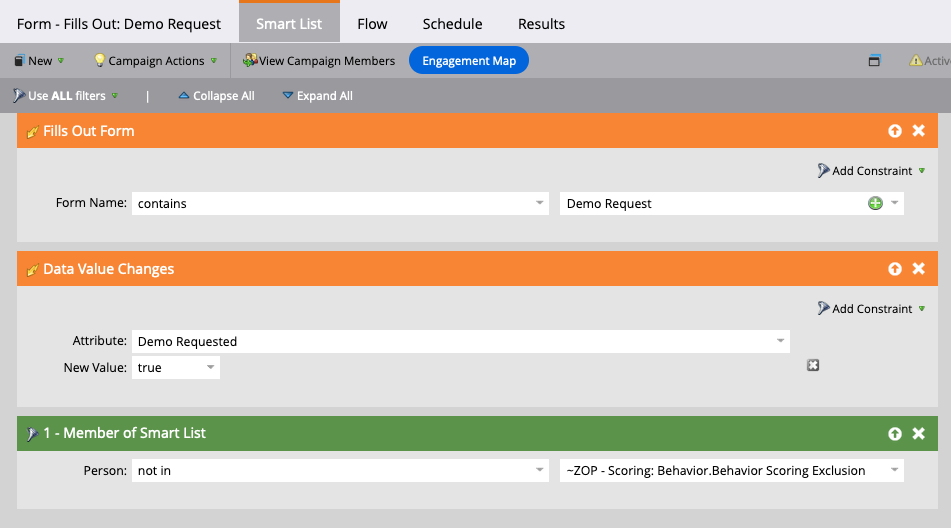 Form - Fills Out: Demo Request Smart List Flow Schedule Results
New Campaign Actions View Campaign Members Engagement Map
Use ALL filters | Collapse All Expand All
Fills Out Form
Add Constraint
Form Name: contains Demo Request
Data Value Changes
Add Constraint
Attribute: Demo Requested
New Value: true
1 - Member of Smart List
Person: not in ~ZOP - Scoring: Behavior.Behavior Scoring Exclusion